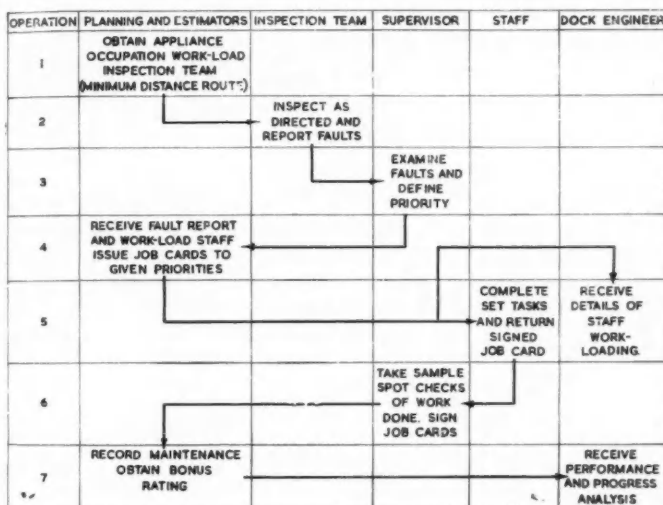 OPERATION PLANNING AND ESTIMATORS INSPECTION TEAM SUPERVISOR STAFF DOCK ENGINEER
1
OBTAIN APPLIANCE
OCCUPATION WORK-LOAD
INSPECTION TEAM
(MINIMUM DISTANCE ROUTE)
2
INSPECT AS
DIRECTED AND
REPORT FAULTS
3
EXAMINE
FAULTS AND
DEFINE
PRIORITY
4
RECEIVE FAULT REPORT
AND WORK-LOAD STAFF
ISSUE JOB CARDS TO
GIVEN PRIORITIES
5
COMPLETE
SET TASKS
AND RETURN
SIGNED
JOB CARD
RECEIVE
DETAILS OF
STAFF
WORK-
LOADING.
6
TAKE SAMPLE
SPOT CHECKS
OF WORK
DONE. SIGN
JOB CARDS
7
RECORD MAINTENANCE
OBTAIN BONUS
RATING
RECEIVE
PERFORMANCE
AND PROGRESS
ANALYSIS